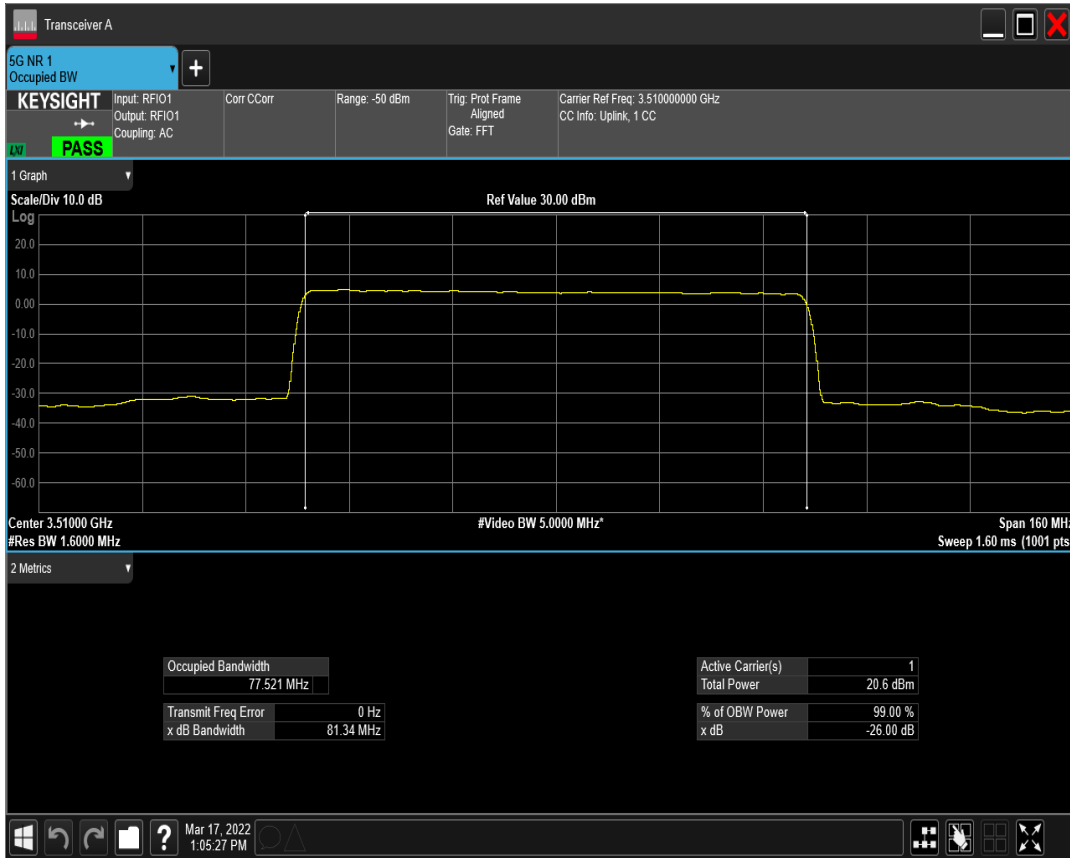 Transceiver A
5G NR 1
Occupied BW
KEYSIGHT
LXI
PASS
Input: RFIO1
Output: RFIO1
Coupling: AC
Corr CCorr
Range: -50 dBm
Trig: Prot Frame
Aligned
Gate: FFT
Carrier Ref Freq: 3.510000000 GHz
CC Info: Uplink, 1 CC
1 Graph
Scale/Div 10.0 dB
Ref Value 30.00 dBm
Log
20.0
10.0
0.00
-10.0
-20.0
-30.0
-40.0
-50.0
-60.0
Center 3.51000 GHz
#Video BW 5.0000 MHz*
Span 160 MHz
#Res BW 1.6000 MHz
Sweep 1.60 ms (1001 pts
2 Metrics
Occupied Bandwidth
77.521 MHz
Transmit Freq Error 0 Hz
x dB Bandwidth 81.34 MHz
Active Carrier(s) 1
Total Power 20.6 dBm
% of OBW Power 99.00 %
x dB -26.00 dB
?
Mar 17, 2022
1:05:27 PM